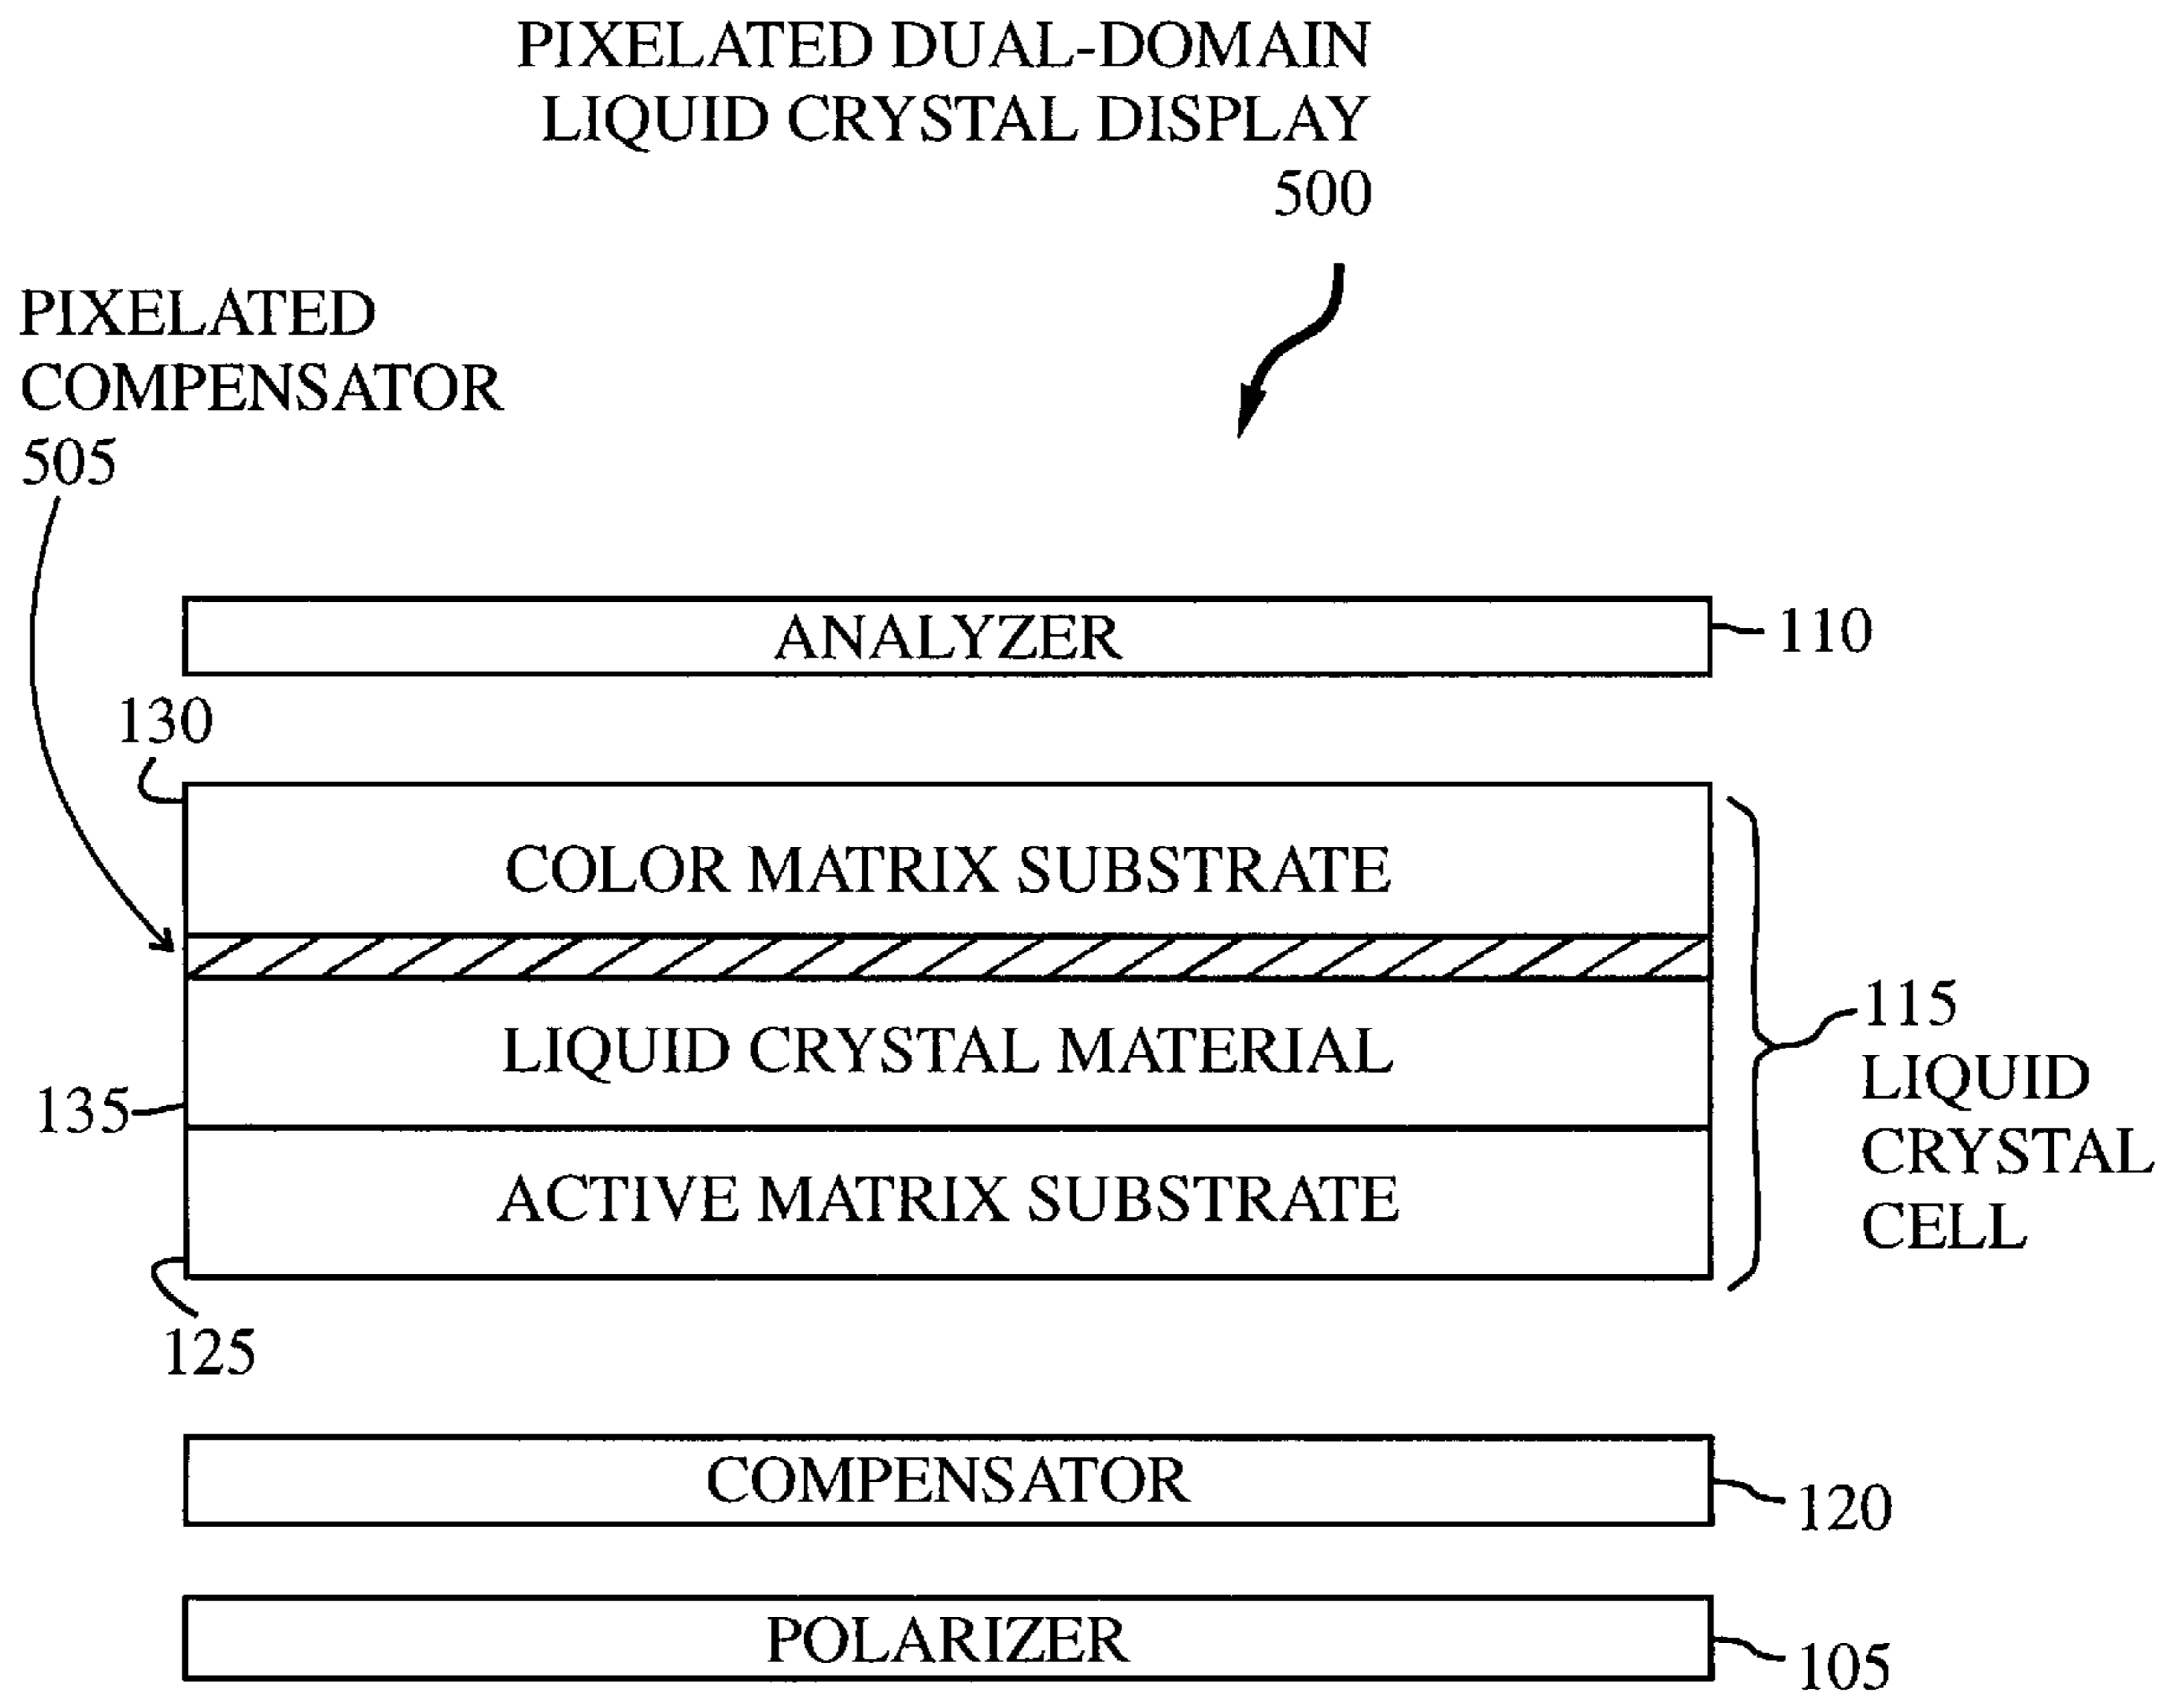 PIXELATED DUAL-DOMAIN
LIQUID CRYSTAL DISPLAY
500
PIXELATED
COMPENSATOR
505
ANALYZER
110
130
COLOR MATRIX SUBSTRATE
LIQUID CRYSTAL MATERIAL
135
115
LIQUID
CRYSTAL
CELL
ACTIVE MATRIX SUBSTRATE
125
COMPENSATOR
120
POLARIZER
105